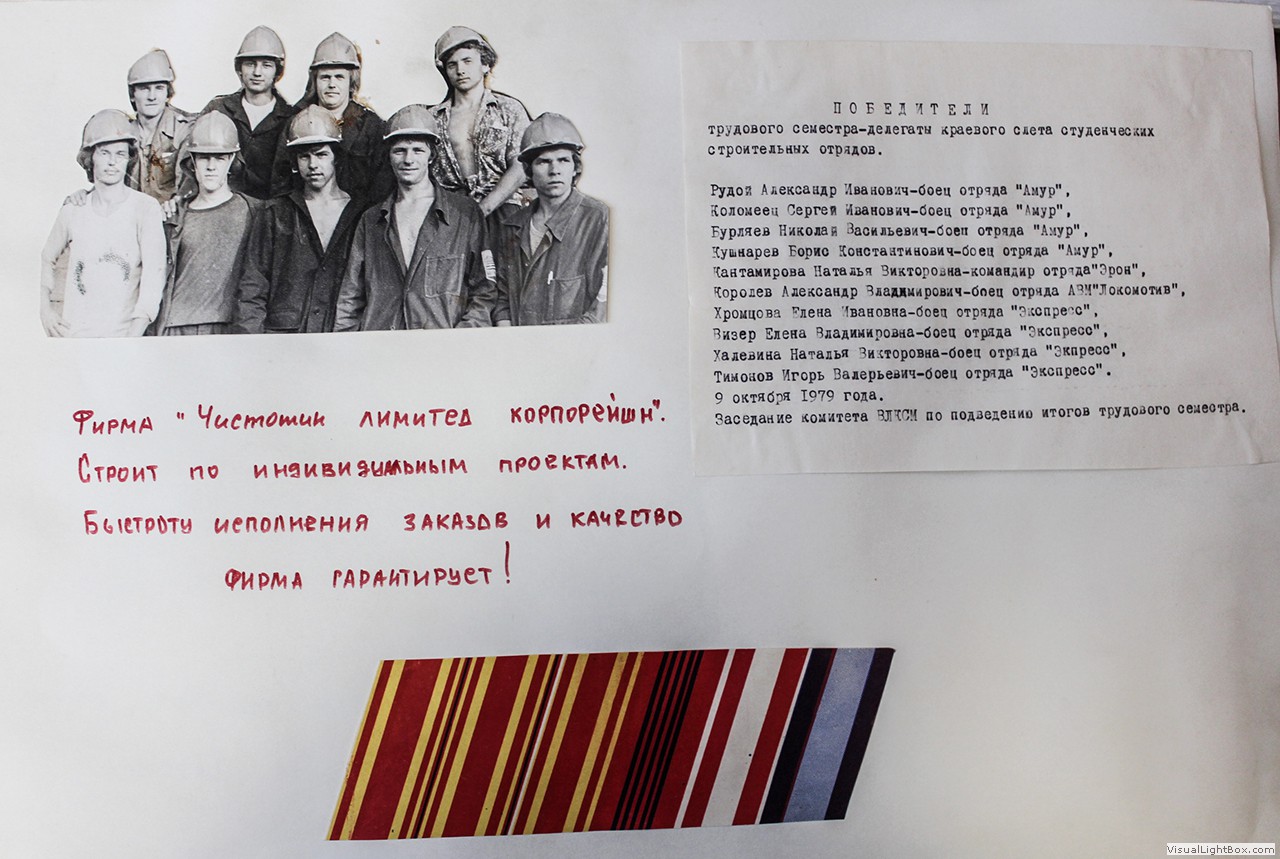 ПОБЕДИТЕЛИ
трудового семестра-делегаты краевого слета студенческих
строительных отрядов.
Рудой Александр Иванович-боец отряда "Амур",
Коломеец Сергей Иванович-боец отряда "Амур",
Бурляев Николай Васильевич-боец отряда "Амур",
Кушнарев Борис Константинович-боец отряда "Амур",
Кантамирова Наталья Викторовна-командир отряда"Эрон",
Королев Александр Владимирович-боец отряда АВМ"Локомотив",
Хромцова Елена Ивановна-боец отряда "Экспресс",
Визер Елена Владимировна-боец отряда "Экспресс",
Халевина Наталья Викторовна-боец отряда "Экпресс",
Тимонов Игорь Валерьевич-боец отряда "Экспресс".
9 октября 1979 года.
Заседание комитета ВЛКСМ по подведению итогов трудового семестра.
Фирма "Чистотин лимитед корпорейшн".
Строит по индивидуальным проектам.
Быстроту исполнения заказов и качество
фирма гарантирует!
VisualLightBox.com